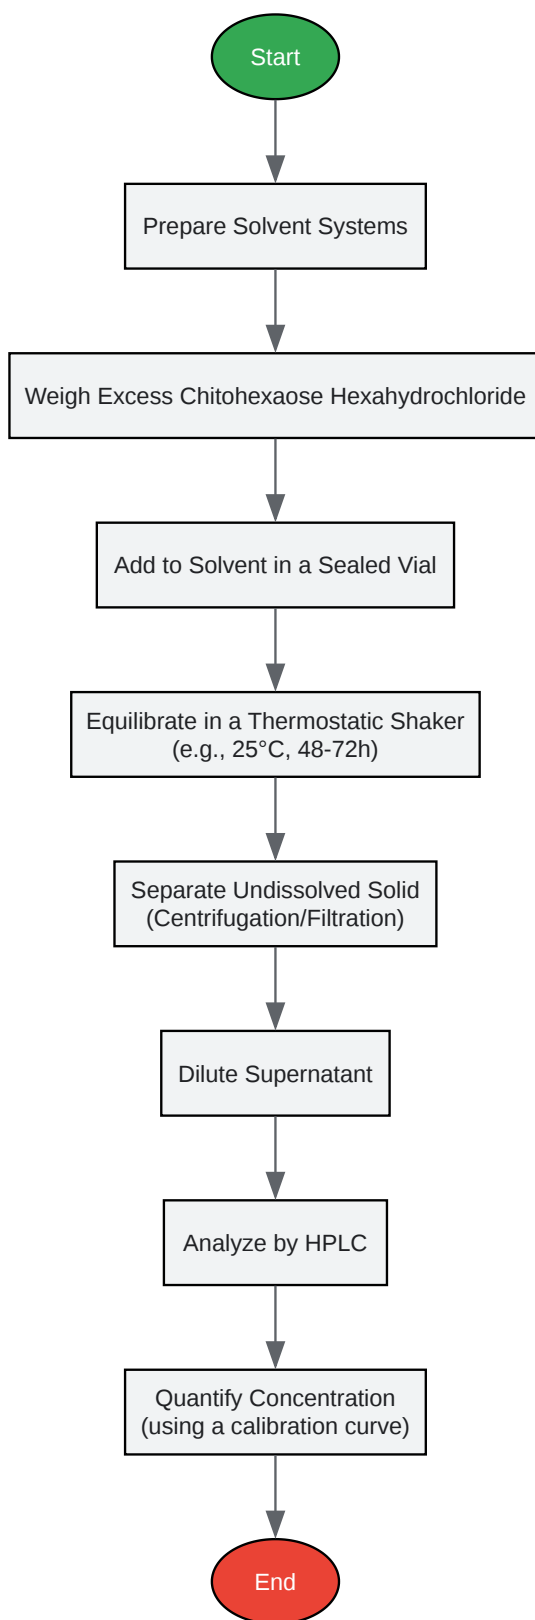 Start
Prepare Solvent Systems
Weigh Excess Chitohexaose Hexahydrochloride
Add to Solvent in a Sealed Vial
Equilibrate in a Thermostatic Shaker
(e.g., 25°C, 48-72h)
Separate Undissolved Solid
(Centrifugation/Filtration)
Dilute Supernatant
Analyze by HPLC
Quantify Concentration
(using a calibration curve)
End